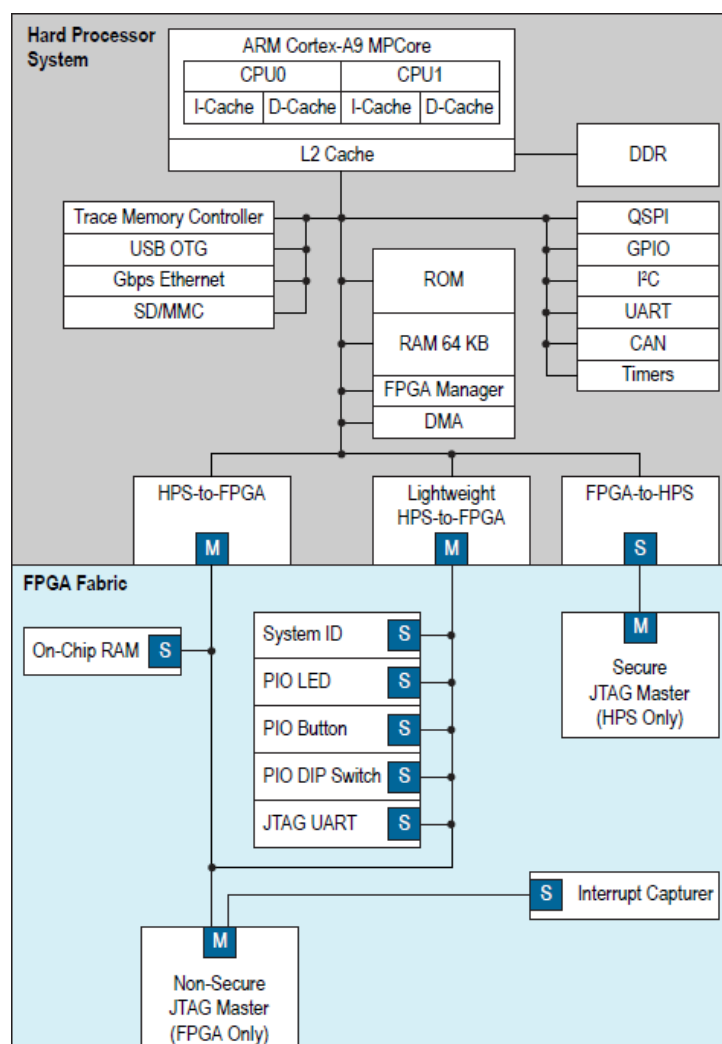 Hard Processor
System
ARM Cortex-A9 MPCore
CPU0
CPU1
I-Cache
D-Cache
I-Cache
D-Cache
L2 Cache
DDR
Trace Memory Controller
USB OTG
Gbps Ethernet
SD/MMC
ROM
RAM 64 KB
FPGA Manager
DMA
QSPI
GPIO
I²C
UART
CAN
Timers
HPS-to-FPGA
M
Lightweight
HPS-to-FPGA
M
FPGA-to-HPS
S
FPGA Fabric
On-Chip RAM
S
System ID
S
PIO LED
S
PIO Button
S
PIO DIP Switch
S
JTAG UART
S
M
Secure
JTAG Master
(HPS Only)
S
Interrupt Capturer
M
Non-Secure
JTAG Master
(FPGA Only)